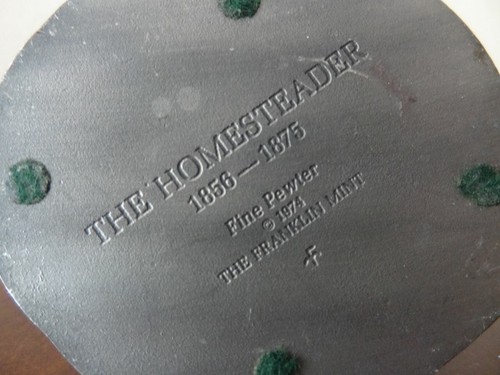 THE HOMESTEADER
1856—1875
Fine Pewter
© 1974
THE FRANKLIN MINT